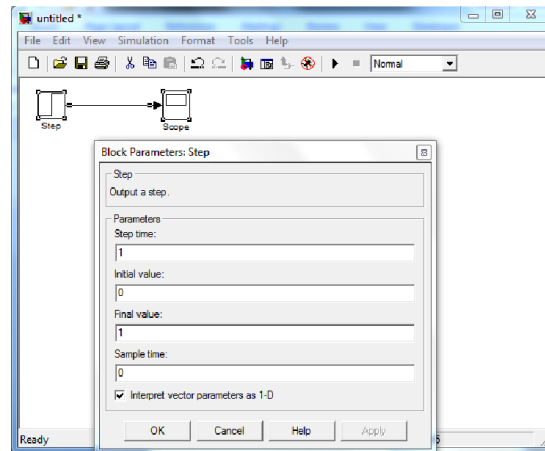 untitled *
File Edit View Simulation Format Tools Help
Normal
Step
Scope
Block Parameters: Step
Step
Output a step.
Parameters
Step time:
1
Initial value:
0
Final value:
1
Sample time:
0
Interpret vector parameters as 1-D
OK Cancel Help Apply
Ready
5